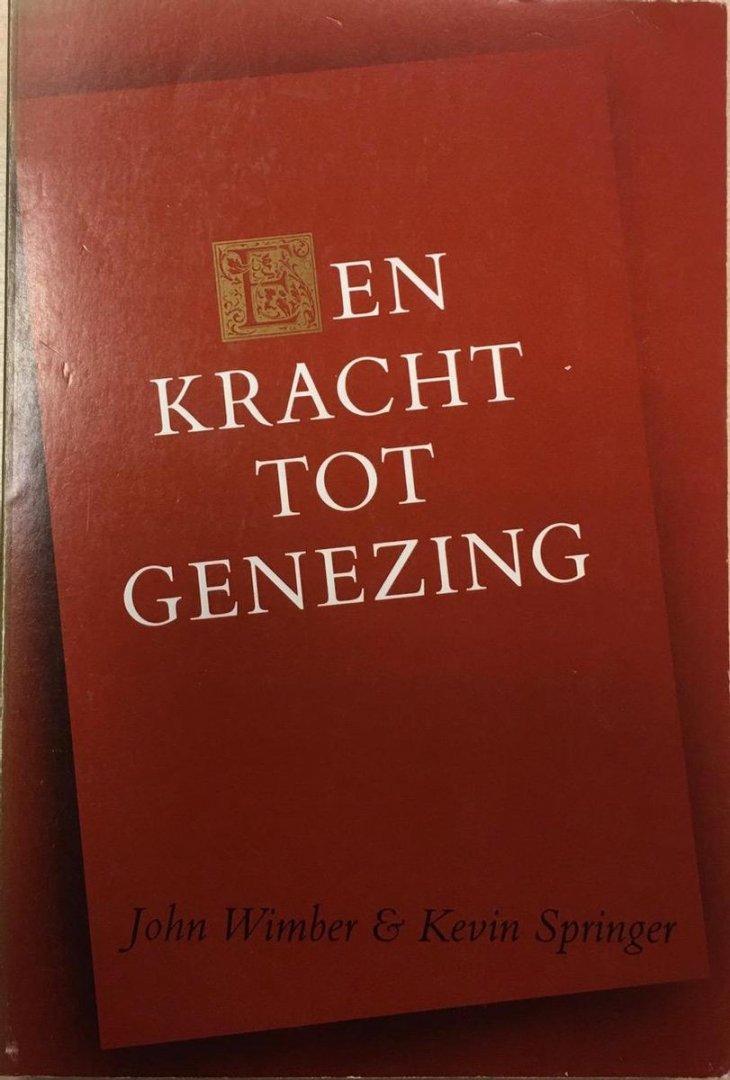 EEN
KRACHT
TOT
GENEZING
John Wimber & Kevin Springer